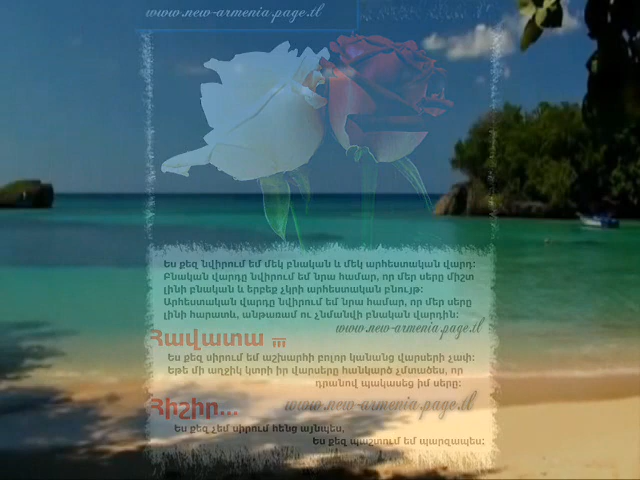 www.new-armenia.page.tl
Ես քեզ նվիրում եմ մեկ բնական և մեկ արհեստական վարդ:
Բնական վարդը նվիրում եմ նրա համար, որ մեր սերը միշտ
լինի բնական և երբեք չկրի արհեստական բնույթ:
Արհեստական վարդը նվիրում եմ նրա համար, որ մեր սերը
լինի հարատև, անթառամ ու չնմանվի բնական վարդին:
www.new-armenia.page.tl
Հավատա
Ես քեզ սիրում եմ աշխարհի բոլոր կանանց վարսերի չափ:
Եթե մի աղջիկ կտրի իր վարսերը հանկարծ չմտածես, որ
դրանով պակասեց իմ սերը:
Հիշիր...
www.new-armenia.page.tl
Ես քեզ չեմ սիրում հենց այնպես,
Ես քեզ պաշտում եմ պարզապես: